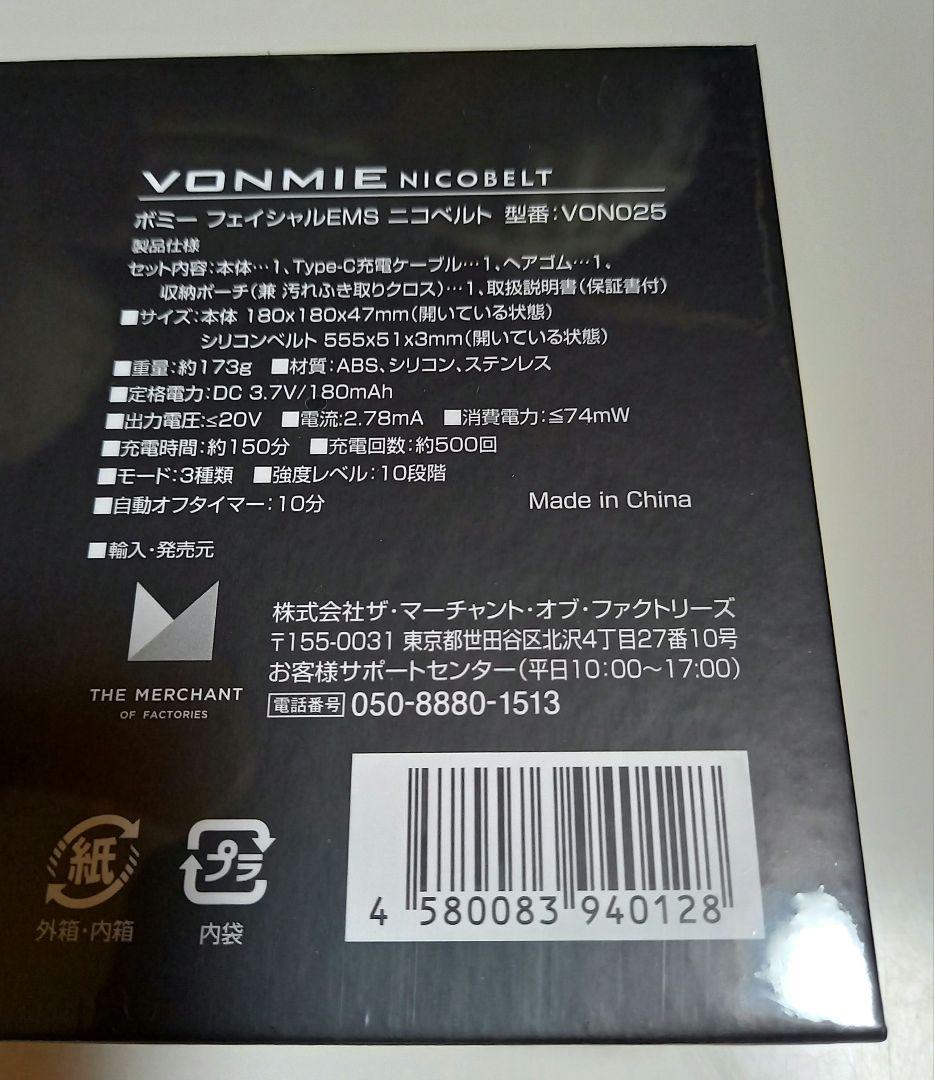 VONMIE NICOBELT
ボミー フェイシャルEMS ニコベルト 型番:VON025
製品仕様
セット内容:本体…1、Type-C充電ケーブル…1、ヘアゴム…1、
収納ポーチ(兼 汚れふき取りクロス)…1、取扱説明書(保証書付)
■サイズ:本体 180x180x47mm(開いている状態)
シリコンベルト 555x51x3mm(開いている状態)
■重量:約173g ■材質:ABS、シリコン、ステンレス
■定格電力:DC 3.7V/180mAh
■出力電圧:≤20V ■電流:2.78mA ■消費電力:≦74mW
■充電時間:約150分 ■充電回数:約500回
■モード:3種類 ■強度レベル:10段階
■自動オフタイマー:10分 Made in China
■輸入・発売元
株式会社ザ・マーチャント・オブ・ファクトリーズ
〒155-0031 東京都世田谷区北沢4丁目27番10号
お客様サポートセンター(平日10:00〜17:00)
電話番号 050-8880-1513
THE MERCHANT
OF FACTORIES
紙
外箱・内箱
プラ
内袋
4 580083 940128